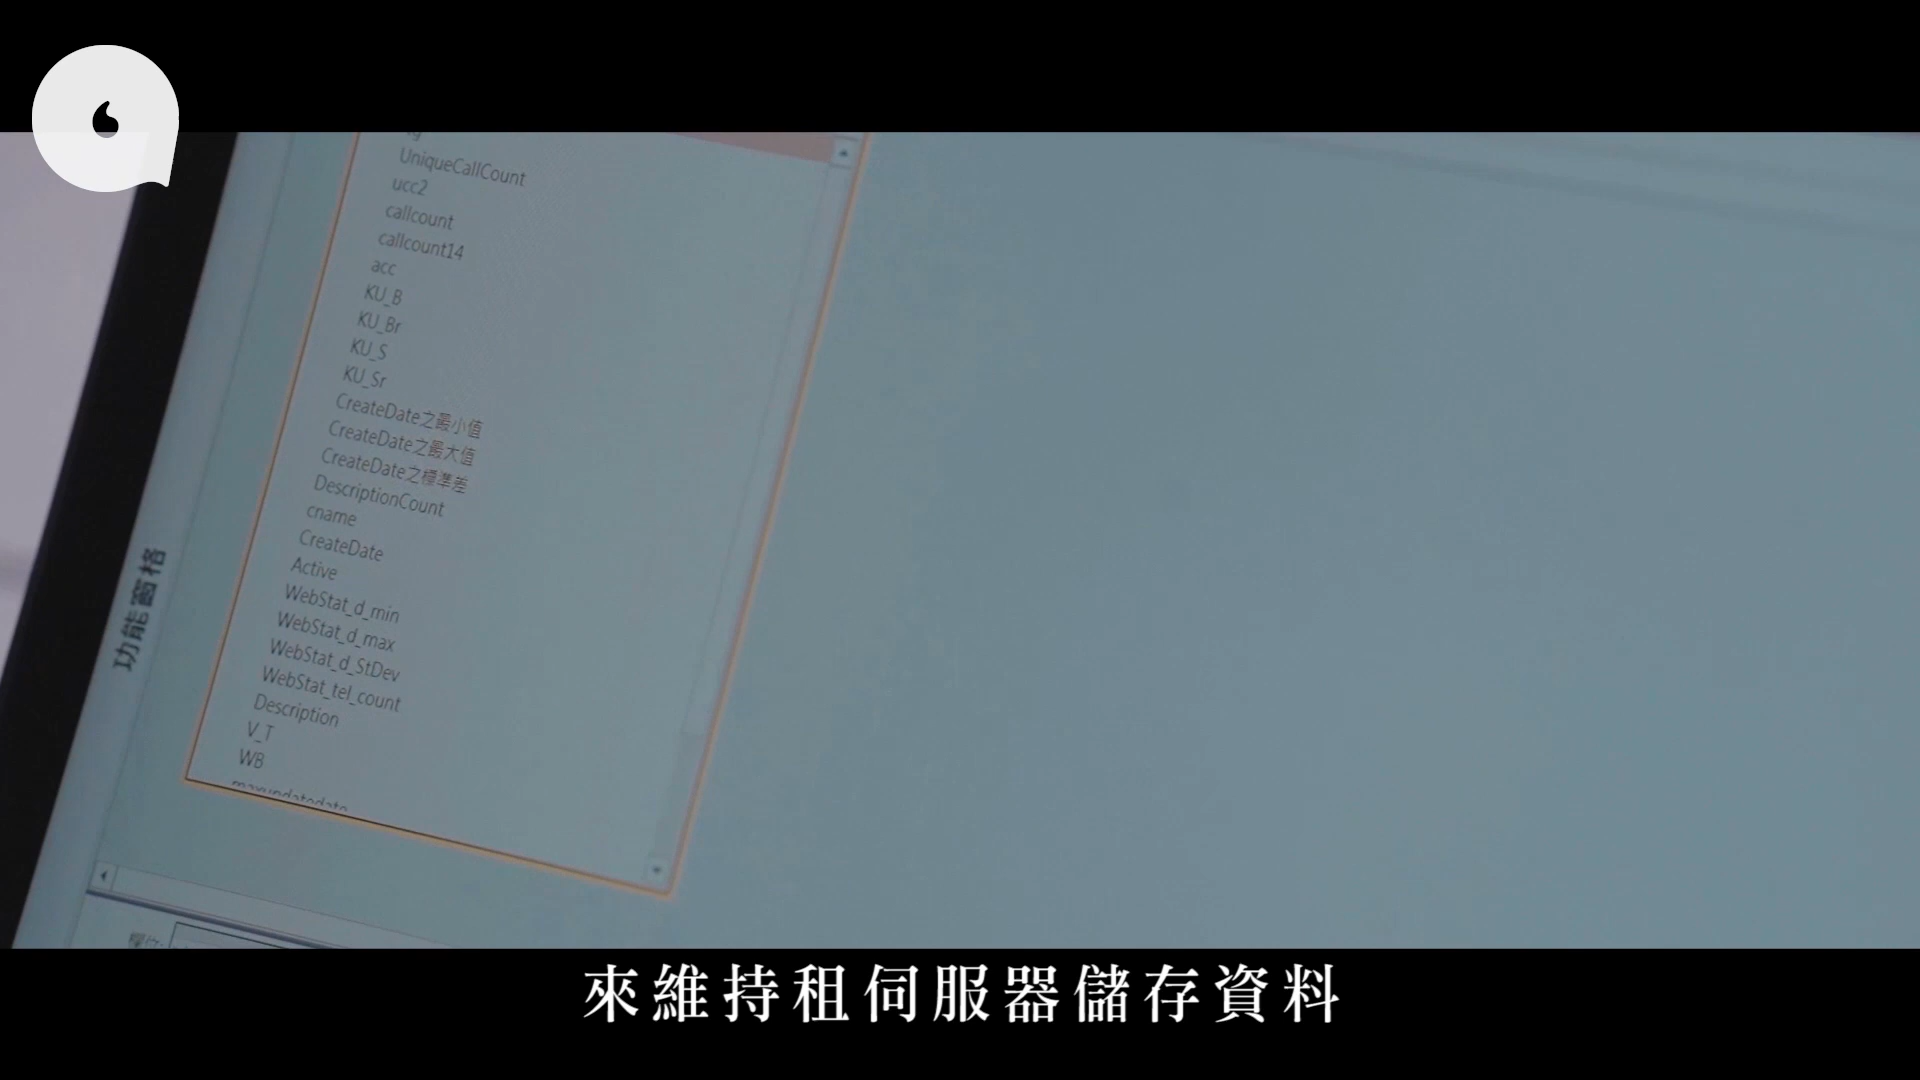 UniqueCallCount
ucc2
callcount
callcount14
acc
KU_B
KU_Br
KU_S
KU_Sr
CreateDate之最小值
CreateDate之最大值
CreateDate之標準差
DescriptionCount
cname
CreateDate
Active
WebStat_d_min
WebStat_d_max
WebStat_d_StDev
WebStat_tel_count
Description
V_T
WB
maxupdatedate
功能窗格
來維持租伺服器儲存資料